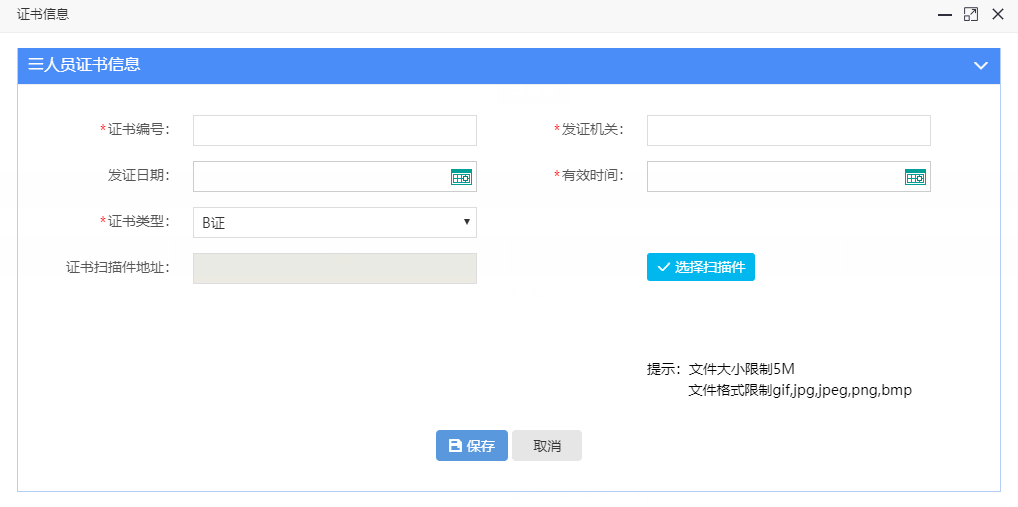 证书信息
人员证书信息
*证书编号：
*发证机关：
发证日期：
*有效时间：
*证书类型：
B证
证书扫描件地址：
选择扫描件
提示：文件大小限制5M
文件格式限制gif,jpg,jpeg,png,bmp
保存
取消